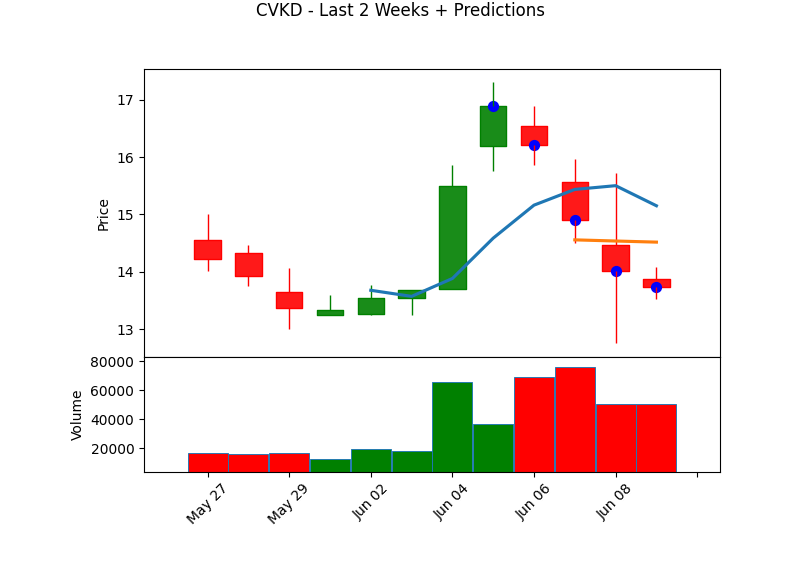 CVKD - Last 2 Weeks + Predictions
17
16
15
14
13
Price
80000
60000
40000
20000
Volume
May 27
May 29
Jun 02
Jun 04
Jun 06
Jun 08